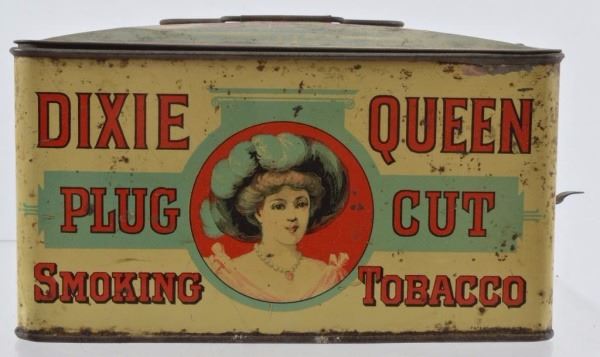 DIXIE QUEEN
PLUG CUT
SMOKING TOBACCO